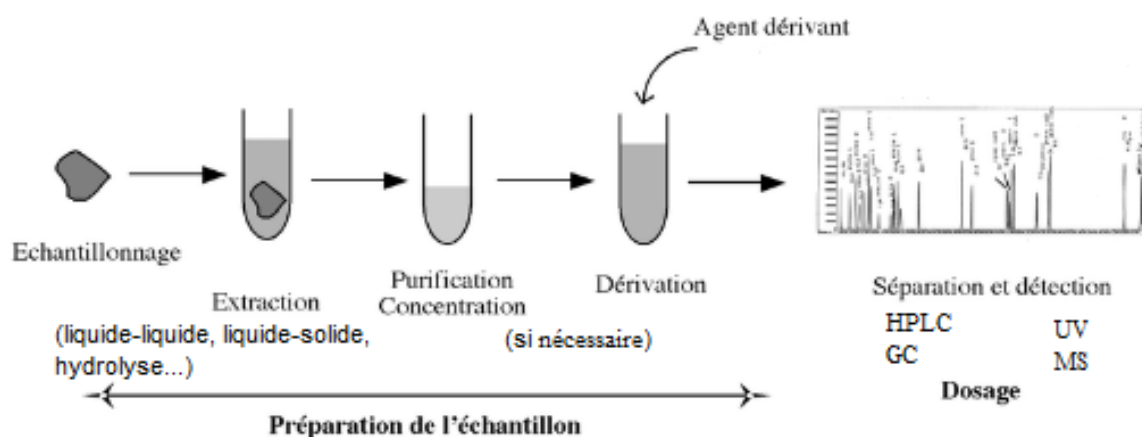 Agent dérivant
Echantillonnage
Extraction
(liquide-liquide, liquide-solide,
hydrolyse...)
Purification
Concentration
(si nécessaire)
Dérivation
Séparation et détection
HPLC UV
GC MS
Dosage
Préparation de l'échantillon